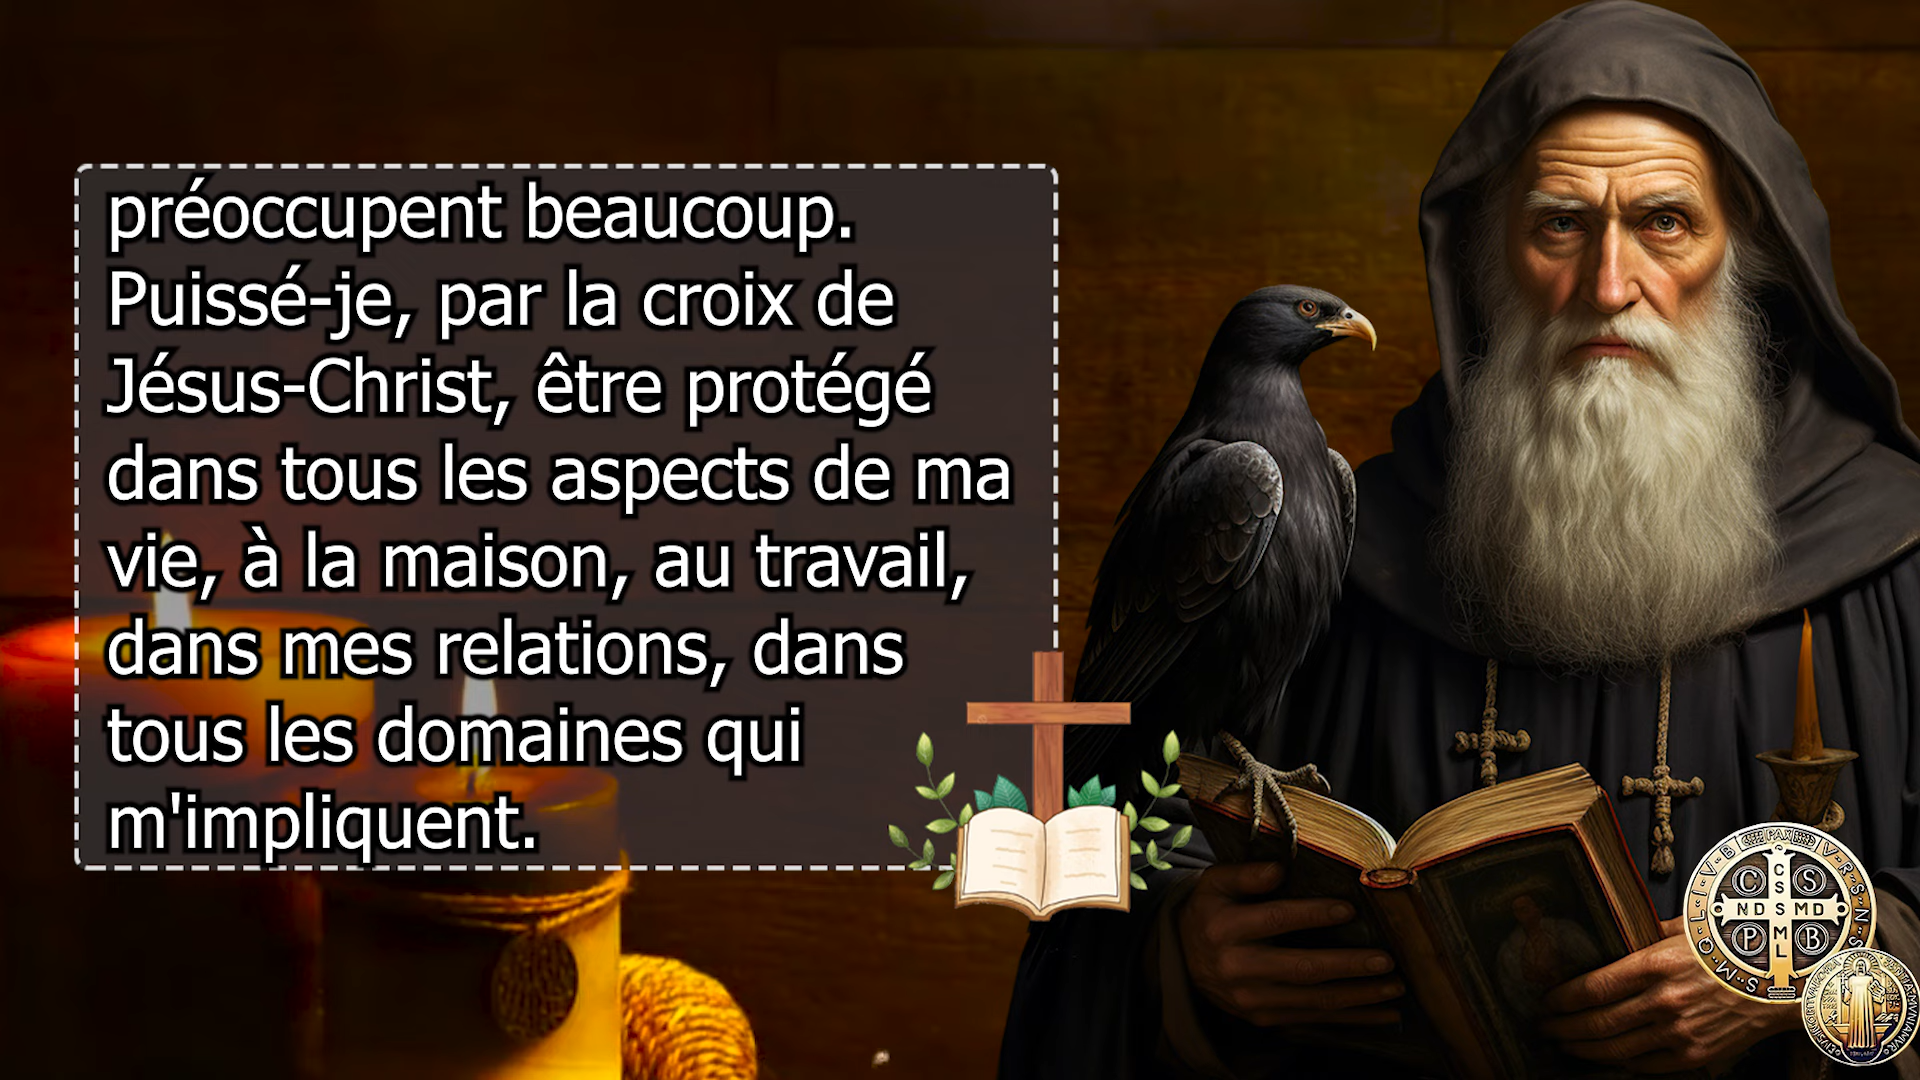 préoccupent beaucoup.
Puissé-je, par la croix de
Jésus-Christ, être protégé
dans tous les aspects de ma
vie, à la maison, au travail,
dans mes relations, dans
tous les domaines qui
m'impliquent.
PAX
C S
C
S
S
N D S M D
M
L
P B